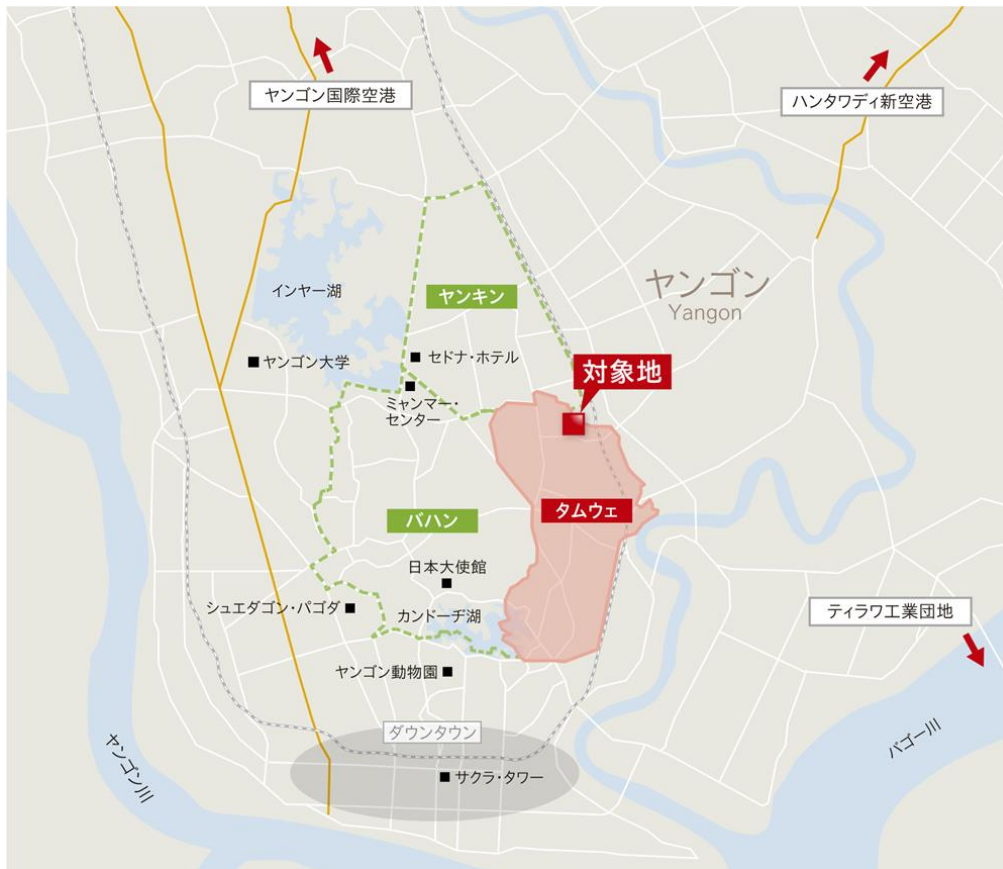 ヤンゴン国際空港
ハンタワディ新空港
インヤー湖
ヤンキン
ヤンゴン
Yangon
ヤンゴン大学
セドナ・ホテル
対象地
ミャンマー・
センター
バハン
タムウェ
日本大使館
シュエダゴン・パゴダ
カンドーヂ湖
ティラワ工業団地
ヤンゴン動物園
ダウンタウン
ヤンゴン川
バゴー川
サクラ・タワー